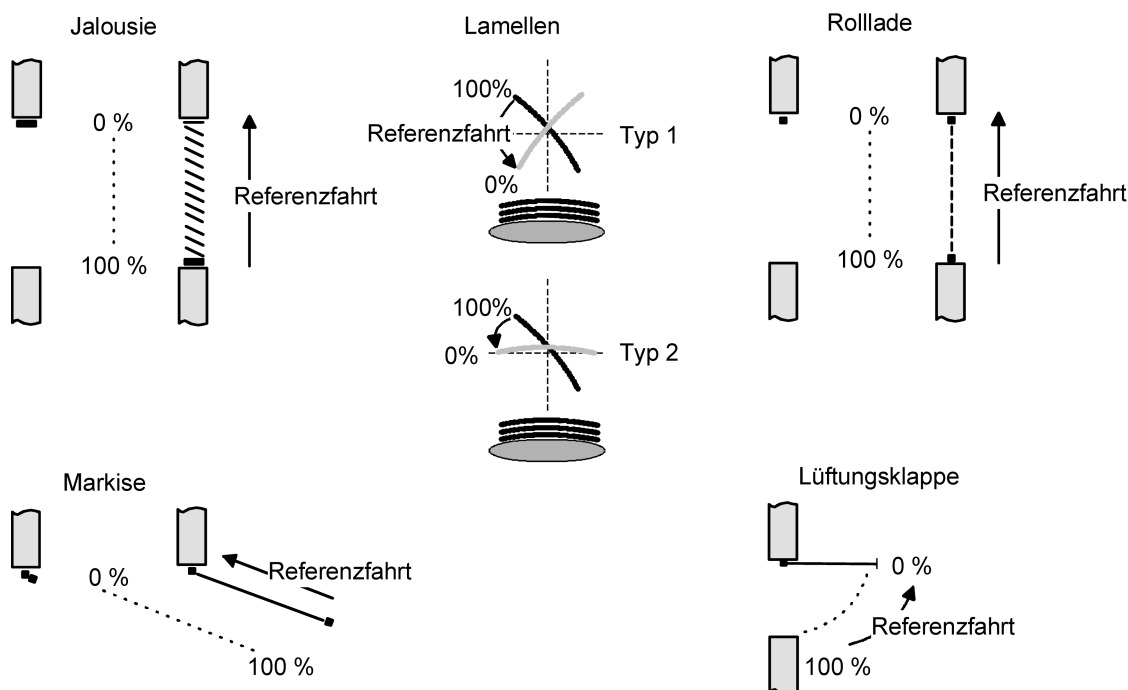 Jalousie
0 %
Referenzfahrt
100 %
Lamellen
100%
Referenzfahrt
Typ 1
0%
100%
0%
Typ 2
Rolllade
0 %
Referenzfahrt
100 %
Markise
0 %
Referenzfahrt
100 %
Lüftungsklappe
0 %
Referenzfahrt
100 %